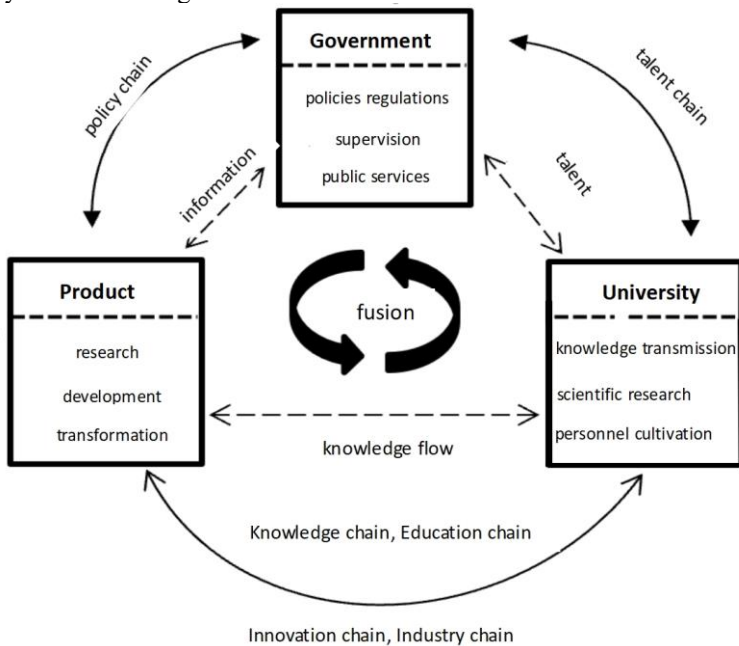 Government
policies regulations
supervision
public services
policy chain
talent chain
information
talent
Product
research
development
transformation
fusion
University
knowledge transmission
scientific research
personnel cultivation
knowledge flow
Knowledge chain, Education chain
Innovation chain, Industry chain